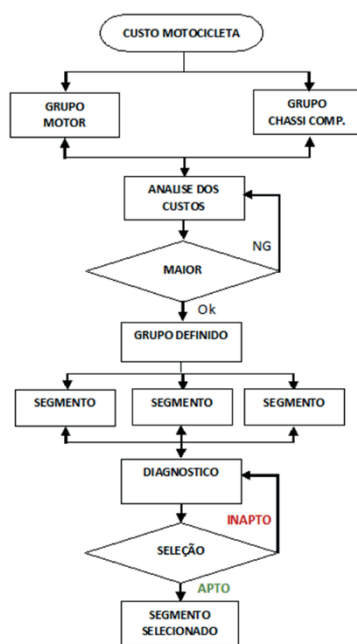 CUSTO MOTOCICLETA
GRUPO
MOTOR
GRUPO
CHASSI COMP.
ANALISE DOS
CUSTOS
NG
MAIOR
Ok
GRUPO DEFINIDO
SEGMENTO
SEGMENTO
SEGMENTO
DIAGNOSTICO
INAPTO
SELEÇÃO
APTO
SEGMENTO
SELECIONADO